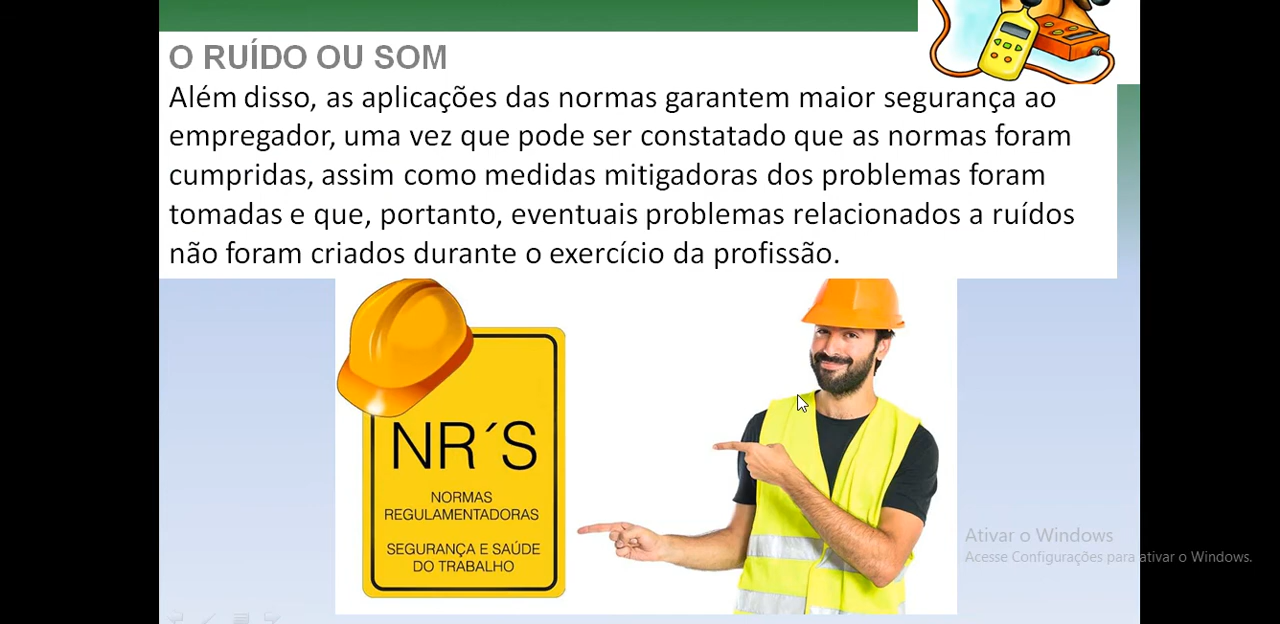 O RUÍDO OU SOM
Além disso, as aplicações das normas garantem maior segurança ao
empregador, uma vez que pode ser constatado que as normas foram
cumpridas, assim como medidas mitigadoras dos problemas foram
tomadas e que, portanto, eventuais problemas relacionados a ruídos
não foram criados durante o exercício da profissão.
NR´S
NORMAS
REGULAMENTADORAS
SEGURANÇA E SAÚDE
DO TRABALHO
Ativar o Windows
Acesse Configurações para ativar o Windows.